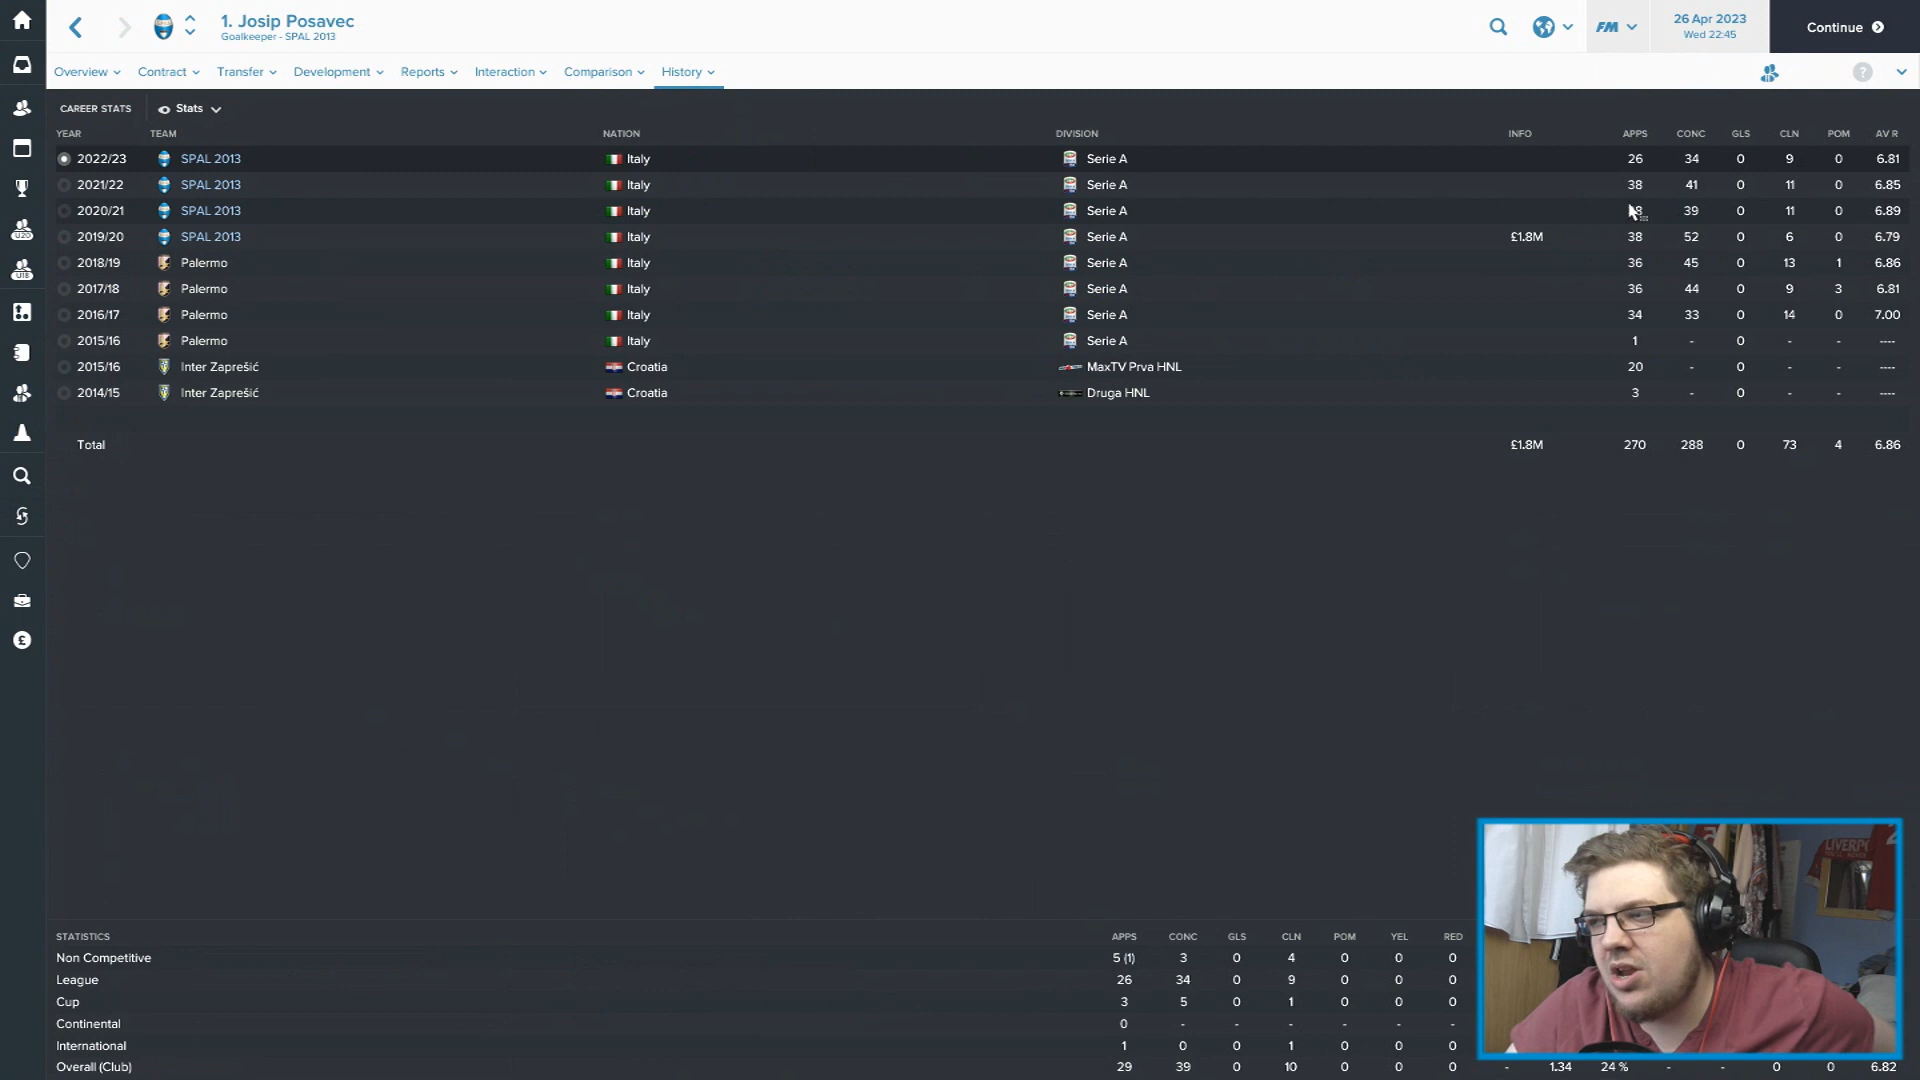 1. Josip Posavec
Goalkeeper - SPAL 2013
FM
26 Apr 2023
Wed 22:45
Continue
Overview Contract Transfer Development Reports Interaction Comparison History
?
CAREER STATS Stats
YEAR TEAM NATION DIVISION INFO APPS CONC GLS CLN POM AV R
2022/23 SPAL 2013 Italy Serie A 26 34 0 9 0 6.81
2021/22 SPAL 2013 Italy Serie A 38 41 0 11 0 6.85
2020/21 SPAL 2013 Italy Serie A 39 0 11 0 6.89
2019/20 SPAL 2013 Italy Serie A £1.8M 38 52 0 6 0 6.79
2018/19 Palermo Italy Serie A 36 45 0 13 1 6.86
2017/18 Palermo Italy Serie A 36 44 0 9 3 6.81
2016/17 Palermo Italy Serie A 34 33 0 14 0 7.00
2015/16 Palermo Italy Serie A 1 - 0 - - ----
2015/16 Inter Zaprešić Croatia MaxTV Prva HNL 20 - 0 - - ----
2014/15 Inter Zaprešić Croatia Druga HNL 3 - 0 - - ----
Total £1.8M 270 288 0 73 4 6.86
U20
U18
£
LIVERPO
STATISTICS APPS CONC GLS CLN POM YEL RED
Non Competitive 5 (1) 3 0 4 0 0 0
League 26 34 0 9 0 0 0
Cup 3 5 0 1 0 0 0
Continental 0 - - - - - -
International 1 0 0 1 0 0 0
Overall (Club) 29 39 0 10 0 0 0 - 1.34 24 % - - 0 0 6.82